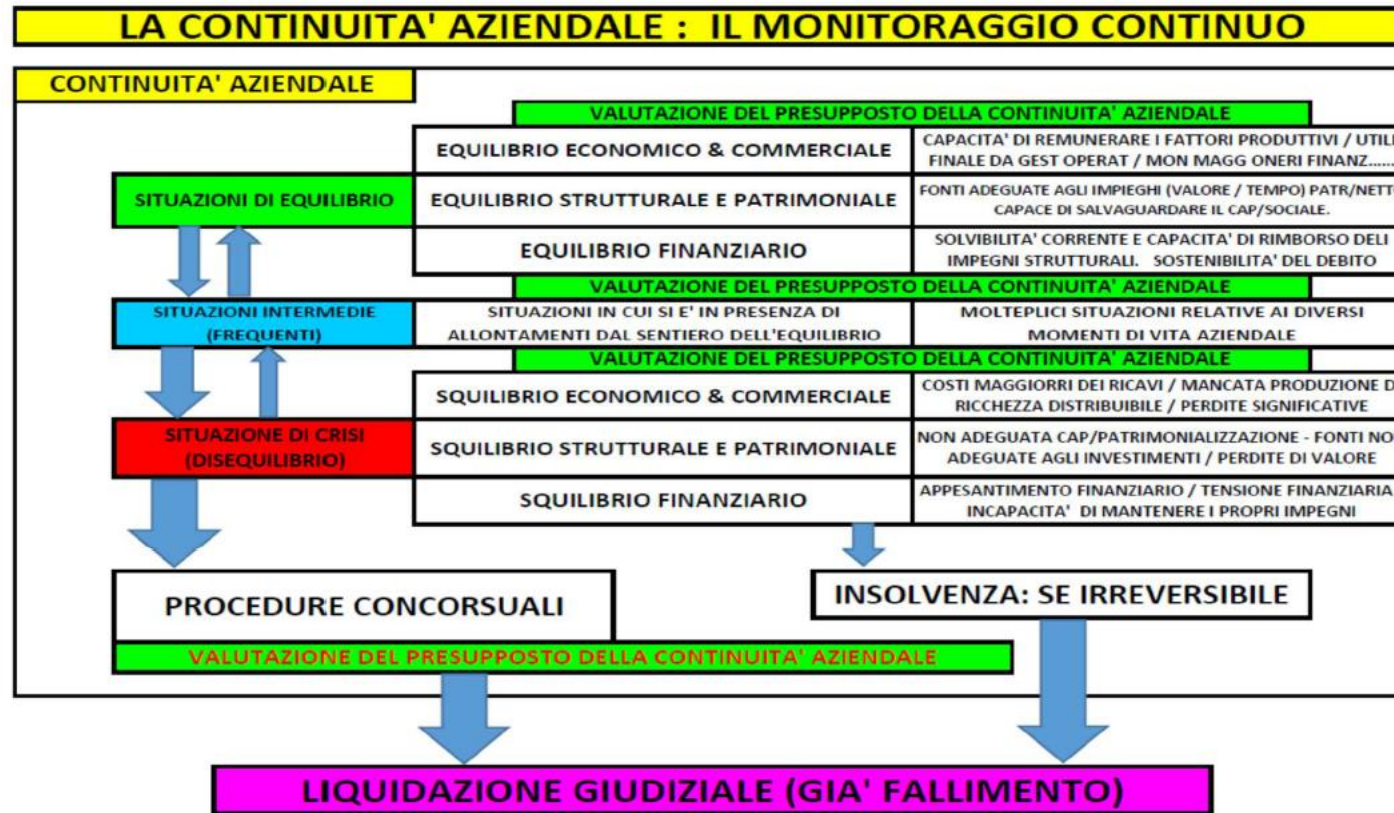 LA CONTINUITA' AZIENDALE : IL MONITORAGGIO CONTINUO
CONTINUITA' AZIENDALE
VALUTAZIONE DEL PRESUPPOSTO DELLA CONTINUITA' AZIENDALE
EQUILIBRIO ECONOMICO & COMMERCIALE
CAPACITA' DI REMUNERARE I FATTORI PRODUTTIVI / UTILE
FINALE DA GEST OPERAT / MON MAGG ONERI FINANZ......
SITUAZIONI DI EQUILIBRIO
EQUILIBRIO STRUTTURALE E PATRIMONIALE
FONTI ADEGUATE AGLI IMPIEGHI (VALORE / TEMPO) PATR/NETTO
CAPACE DI SALVAGUARDARE IL CAP/SOCIALE.
EQUILIBRIO FINANZIARIO
SOLVIBILITA' CORRENTE E CAPACITA' DI RIMBORSO DELI
IMPEGNI STRUTTURALI. SOSTENIBILITA' DEL DEBITO
VALUTAZIONE DEL PRESUPPOSTO DELLA CONTINUITA' AZIENDALE
SITUAZIONI INTERMEDIE
(FREQUENTI)
SITUAZIONI IN CUI SI E' IN PRESENZA DI
ALLONTAMENTI DAL SENTIERO DELL'EQUILIBRIO
MOLTEPLICI SITUAZIONI RELATIVE AI DIVERSI
MOMENTI DI VITA AZIENDALE
VALUTAZIONE DEL PRESUPPOSTO DELLA CONTINUITA' AZIENDALE
SQUILIBRIO ECONOMICO & COMMERCIALE
COSTI MAGGIORRI DEI RICAVI / MANCATA PRODUZIONE D
RICCHEZZA DISTRIBUIBILE / PERDITE SIGNIFICATIVE
SITUAZIONE DI CRISI
(DISEQUILIBRIO)
SQUILIBRIO STRUTTURALE E PATRIMONIALE
NON ADEGUATA CAP/PATRIMONIALIZZAZIONE - FONTI NO
ADEGUATE AGLI INVESTIMENTI / PERDITE DI VALORE
SQUILIBRIO FINANZIARIO
APPESANTIMENTO FINANZIARIO / TENSIONE FINANZIARIA
INCAPACITA' DI MANTENERE I PROPRI IMPEGNI
PROCEDURE CONCORSUALI
INSOLVENZA: SE IRREVERSIBILE
VALUTAZIONE DEL PRESUPPOSTO DELLA CONTINUITA' AZIENDALE
LIQUIDAZIONE GIUDIZIALE (GIA' FALLIMENTO)